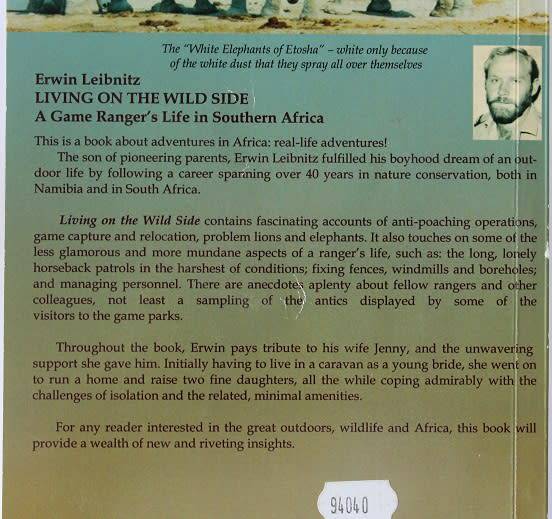 The "White Elephants of Etosha" – white only because
of the white dust that they spray all over themselves
Erwin Leibnitz
LIVING ON THE WILD SIDE
A Game Ranger's Life in Southern Africa
This is a book about adventures in Africa: real-life adventures!
The son of pioneering parents, Erwin Leibnitz fulfilled his boyhood dream of an out-
door life by following a career spanning over 40 years in nature conservation, both in
Namibia and in South Africa.
Living on the Wild Side contains fascinating accounts of anti-poaching operations,
game capture and relocation, problem lions and elephants. It also touches on some of the
less glamorous and more mundane aspects of a ranger's life, such as: the long, lonely
horseback patrols in the harshest of conditions; fixing fences, windmills and boreholes;
and managing personnel. There are anecdotes aplenty about fellow rangers and other
colleagues, not least a sampling of the antics displayed by some of the
visitors to the game parks.
Throughout the book, Erwin pays tribute to his wife Jenny, and the unwavering
support she gave him. Initially having to live in a caravan as a young bride, she went on
to run a home and raise two fine daughters, all the while coping admirably with the
challenges of isolation and the related, minimal amenities.
For any reader interested in the great outdoors, wildlife and Africa, this book will
provide a wealth of new and riveting insights.
94040